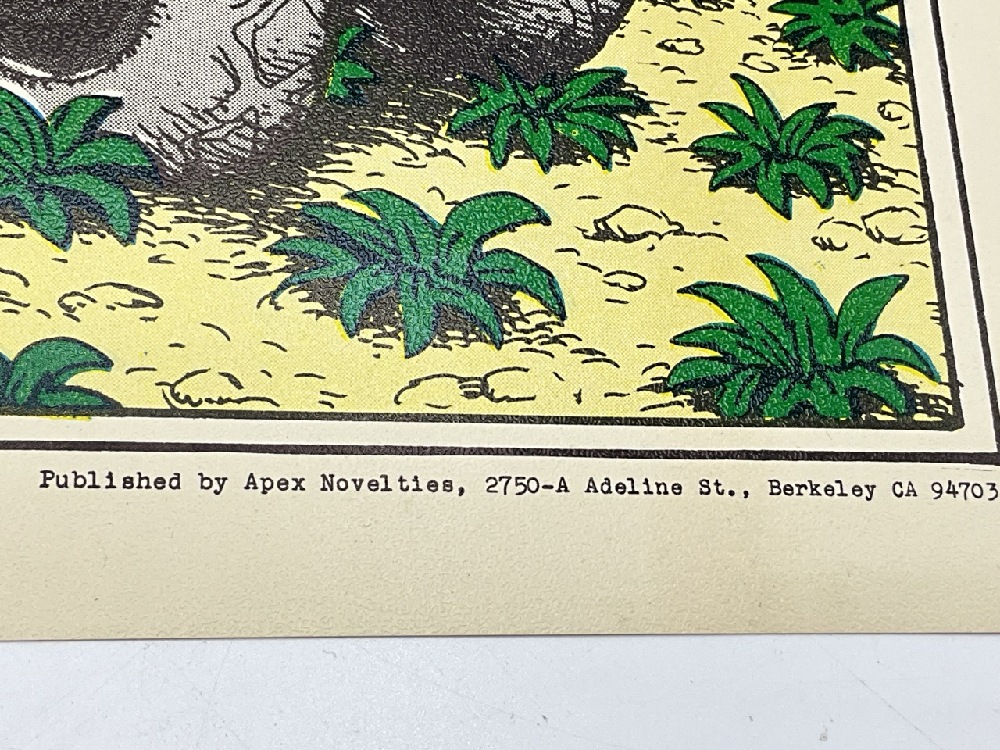 Published by Apex Novelties, 2750-A Adeline St., Berkeley CA 94703